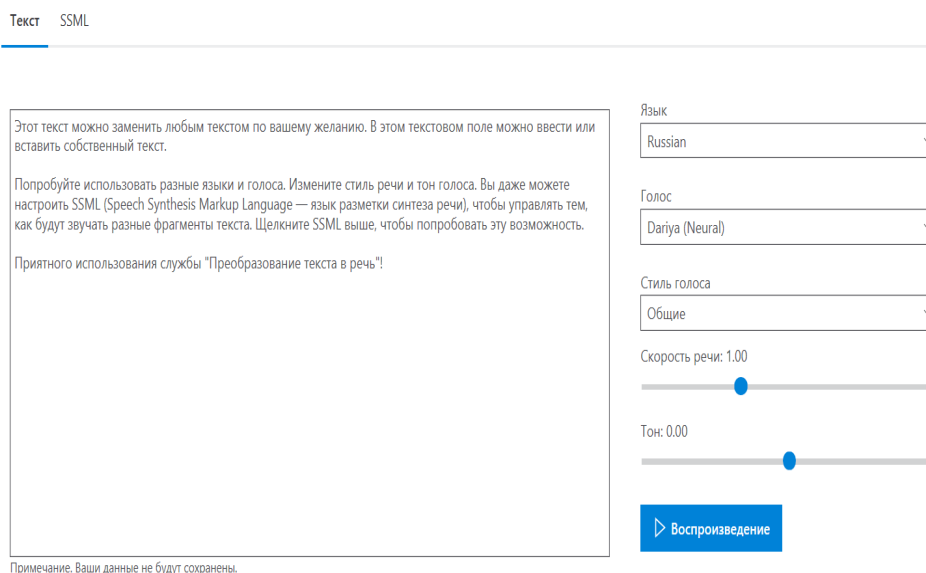 Текст SSML
Этот текст можно заменить любым текстом по вашему желанию. В этом текстовом поле можно ввести или
вставить собственный текст.
Попробуйте использовать разные языки и голоса. Измените стиль речи и тон голоса. Вы даже можете
настроить SSML (Speech Synthesis Markup Language — язык разметки синтеза речи), чтобы управлять тем,
как будут звучать разные фрагменты текста. Щелкните SSML выше, чтобы попробовать эту возможность.
Приятного использования службы "Преобразование текста в речь"!
Примечание. Ваши данные не будут сохранены.
Язык
Russian
Голос
Dariya (Neural)
Стиль голоса
Общие
Скорость речи: 1.00
Тон: 0.00
Воспроизведение